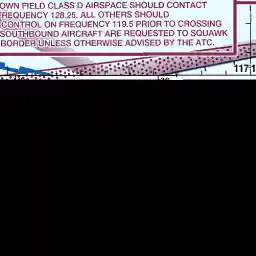 OWN FIELD CLASS D AIRSPACE SHOULD CONTACT
FREQUENCY 128.25. ALL OTHERS SHOULD
CONTROL ON FREQUENCY 119.5 PRIOR TO CROSSING
SOUTHBOUND AIRCRAFT ARE REQUESTED TO SQUAWK
BORDER UNLESS OTHERWISE ADVISED BY THE ATC.
117